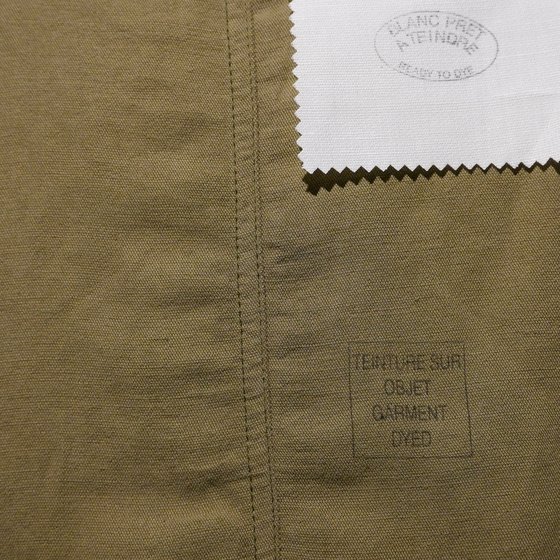 BLANC PRET
A TEINDRE
READY TO DYE
TEINTURE SUR
OBJET
GARMENT
DYED